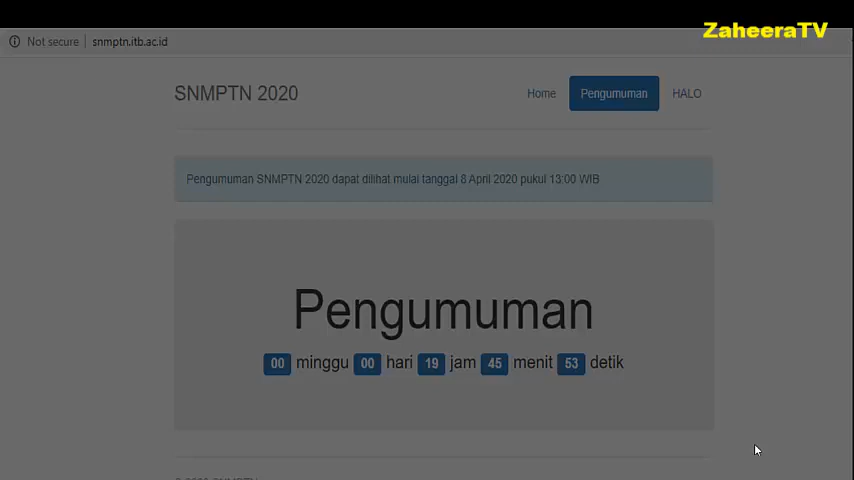 ZaheeraTV
Not secure | snmptn.itb.ac.id
SNMPTN 2020
Home Pengumuman HALO
Pengumuman SNMPTN 2020 dapat dilihat mulai tanggal 8 April 2020 pukul 13:00 WIB
Pengumuman
00 minggu 00 hari 19 jam 45 menit 53 detik